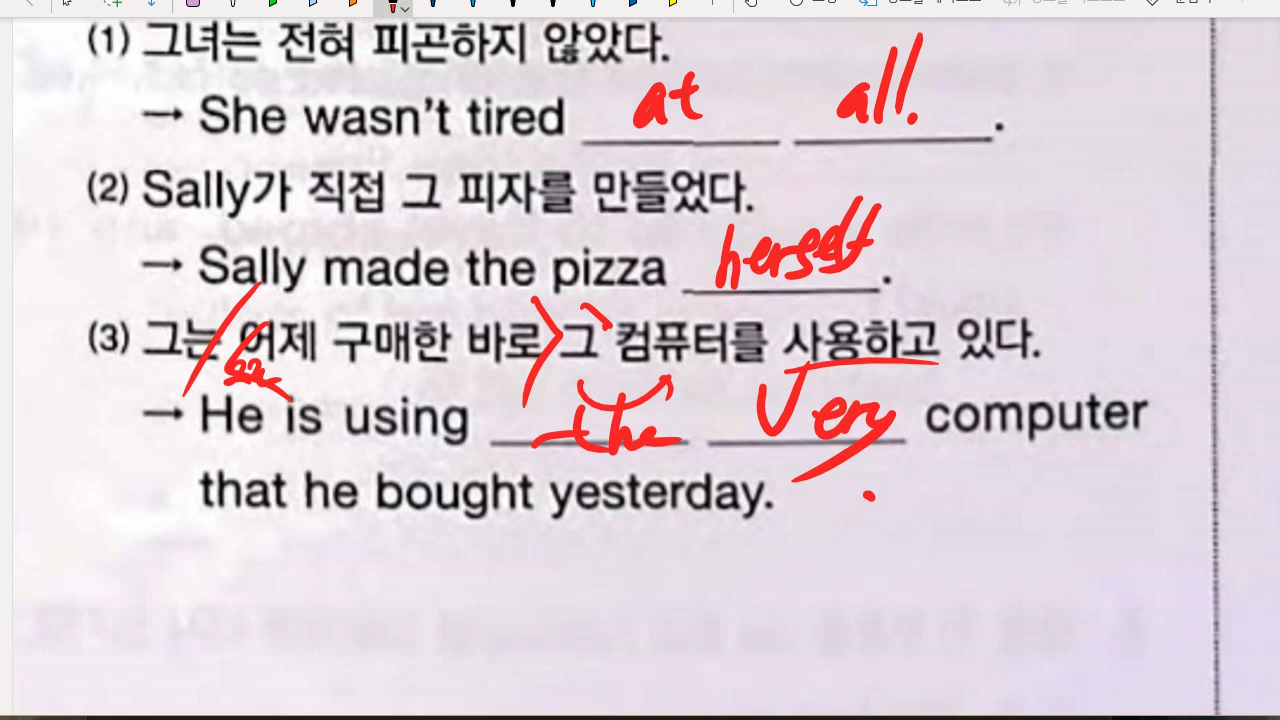 (1) 그녀는 전혀 피곤하지 않았다.
→ She wasn't tired at all.
(2) Sally가 직접 그 피자를 만들었다.
→ Sally made the pizza herself.
(3) 그는 어제 구매한 바로 그 컴퓨터를 사용하고 있다.
→ He is using the very computer
that he bought yesterday.